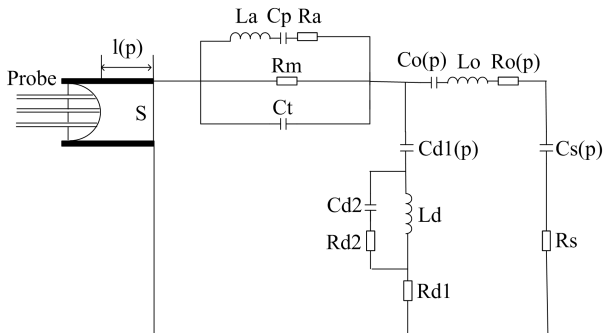 La Cp Ra
l(p)
Co(p) Lo Ro(p)
Probe
Rm
S
Ct
Cd1(p)
Cs(p)
Cd2
Ld
Rd2
Rs
Rd1